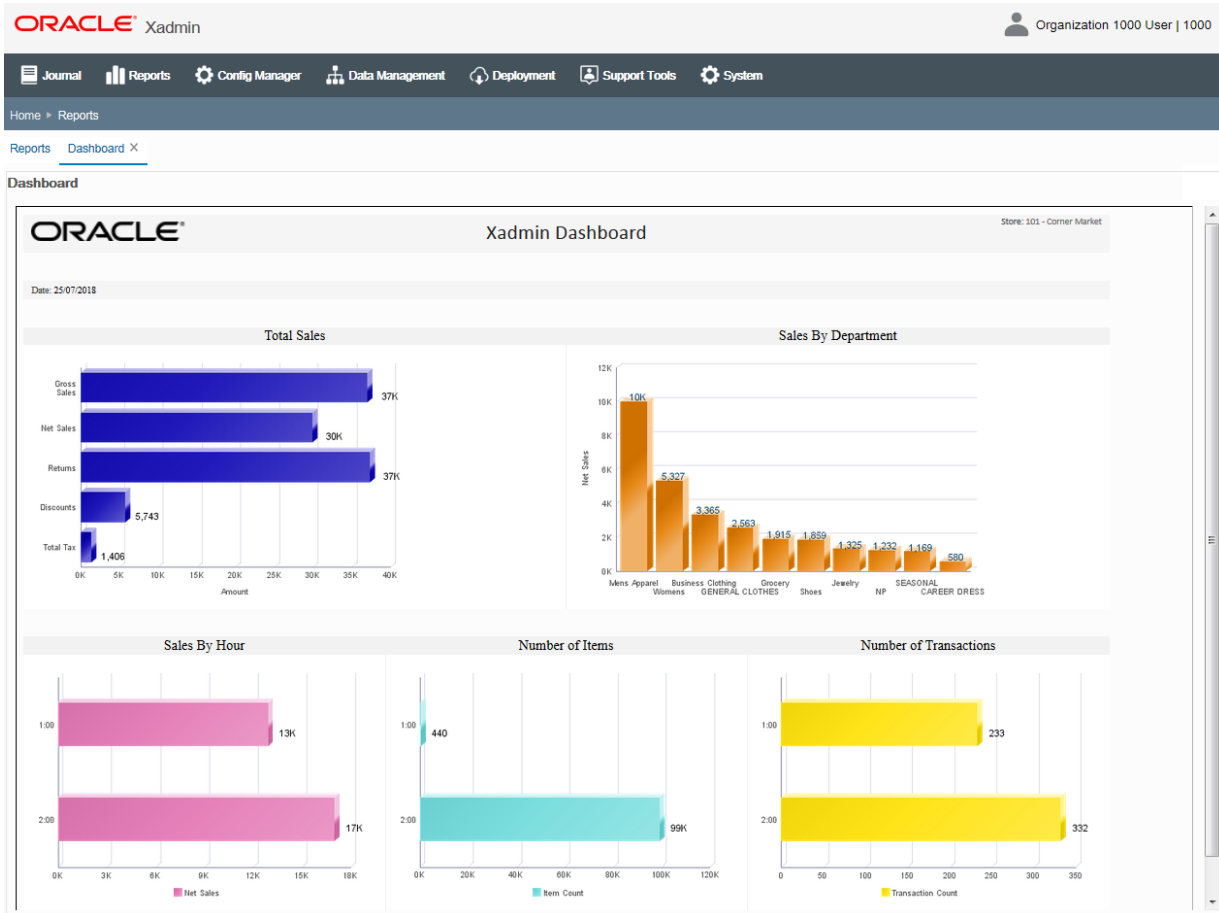 ORACLE® Xadmin
Organization 1000 User | 1000
Journal Reports Config Manager Data Management Deployment Support Tools System
Home Reports
Reports Dashboard ×
Dashboard
ORACLE®
Xadmin Dashboard
Store: 101 - Corner Market
Date: 25/07/2018
Total Sales
Gross
Sales
37K
Net Sales
30K
Returns
37K
Discounts
5,743
Total Tax
1,406
0K 5K 10K 15K 20K 25K 30K 35K 40K
Amount
Sales By Department
12K
10K
8K
6K
4K
2K
0K
Net Sales
10K
5,327
3,365
2,563
1,915
1,859
1,325
1,232
1,169
580
Mens Apparel Business Clothing Grocery Jewelry SEASONAL
Womens GENERAL CLOTHES Shoes NP CAREER DRESS
Sales By Hour
1:00
13K
2:00
17K
0K 3K 6K 9K 12K 15K 18K
Net Sales
Number of Items
1:00
440
2:00
99K
0K 20K 40K 60K 80K 100K 120K
Item Count
Number of Transactions
1:00
233
2:00
332
0 50 100 150 200 250 300 350
Transaction Count